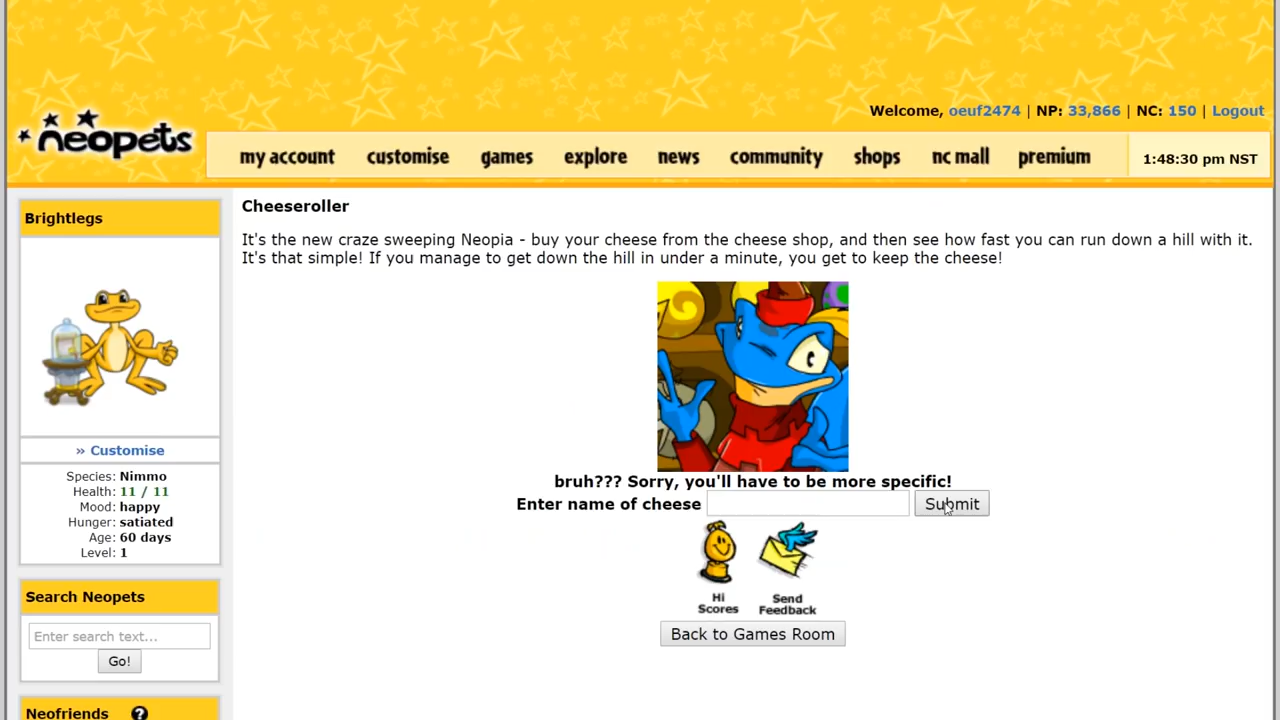 Welcome, oeuf2474 | NP: 33,866 | NC: 150 | Logout
neopets
my account customise games explore news community shops nc mall premium 1:48:30 pm NST
Brightlegs
» Customise
Species: Nimmo
Health: 11 / 11
Mood: happy
Hunger: satiated
Age: 60 days
Level: 1
Search Neopets
Enter search text...
Go!
Neofriends ?
Cheeseroller
It's the new craze sweeping Neopia - buy your cheese from the cheese shop, and then see how fast you can run down a hill with it.
It's that simple! If you manage to get down the hill in under a minute, you get to keep the cheese!
bruh??? Sorry, you'll have to be more specific!
Enter name of cheese Submit
Hi Scores
Send Feedback
Back to Games Room